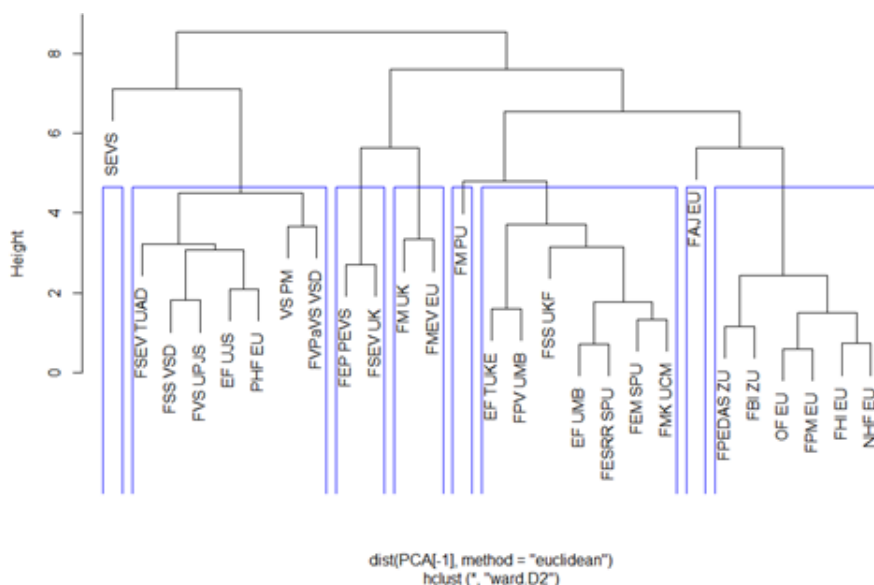 Height
8
6
4
2
0
SEVS
FSEV TUAD
FSS VSD
FVS UPJS
EF UJS
PHF EU
VS PM
FVPaVS VSD
FEP PEVS
FSEV UK
FM UK
FMEV EU
FM PU
EF TUKE
FPV UMB
FSS UKF
EF UMB
FESRR SPU
FEM SPU
FMK UCM
FAJ EU
FPEDAS ZU
FBI ZU
OF EU
FPM EU
FHI EU
NHF EU
dist(PCA[-1], method = "euclidean")
hclust (*, "ward.D2")